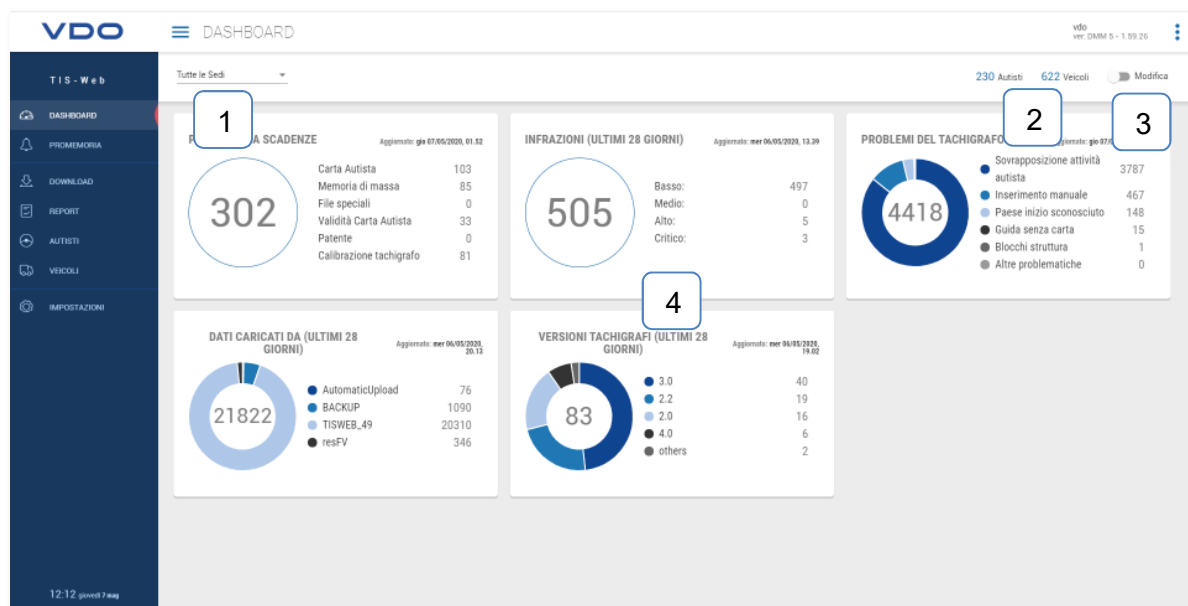 VDO
DASHBOARD
vdo
ver: DMM 5 - 1.59.26
TIS-Web
DASHBOARD
PROMEMORIA
DOWNLOAD
REPORT
AUTISTI
VEICOLI
IMPOSTAZIONI
12:12 giovedì 7 mag
Tutte le Sedi
230 Autisti 622 Veicoli Modifica
1
2
3
4
SCADENZE
Aggiornato: gio 07/05/2020, 01.52
302
Carta Autista 103
Memoria di massa 85
File speciali 0
Validità Carta Autista 33
Patente 0
Calibrazione tachigrafo 81
INFRAZIONI (ULTIMI 28 GIORNI)
Aggiornato: mer 06/05/2020, 13.39
505
Basso: 497
Medio: 0
Alto: 5
Critico: 3
PROBLEMI DEL TACHIGRAFO
gio 07/
4418
Sovrapposizione attività
autista 3787
Inserimento manuale 467
Paese inizio sconosciuto 148
Guida senza carta 15
Blocchi struttura 1
Altre problematiche 0
DATI CARICATI DA (ULTIMI 28
GIORNI)
Aggiornato: mer 06/05/2020,
20.13
21822
AutomaticUpload 76
BACKUP 1090
TISWEB_49 20310
resFV 346
VERSIONI TACHIGRAFI (ULTIMI 28
GIORNI)
Aggiornato: mer 06/05/2020,
19.02
83
3.0 40
2.2 19
2.0 16
4.0 6
others 2